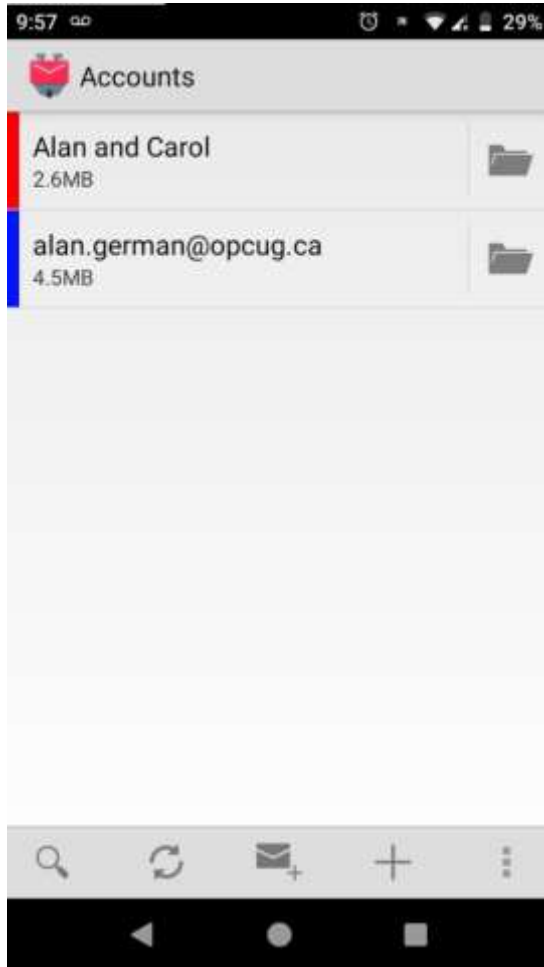 9:57 29%
Accounts
Alan and Carol
2.6MB
alan.german@opcug.ca
4.5MB